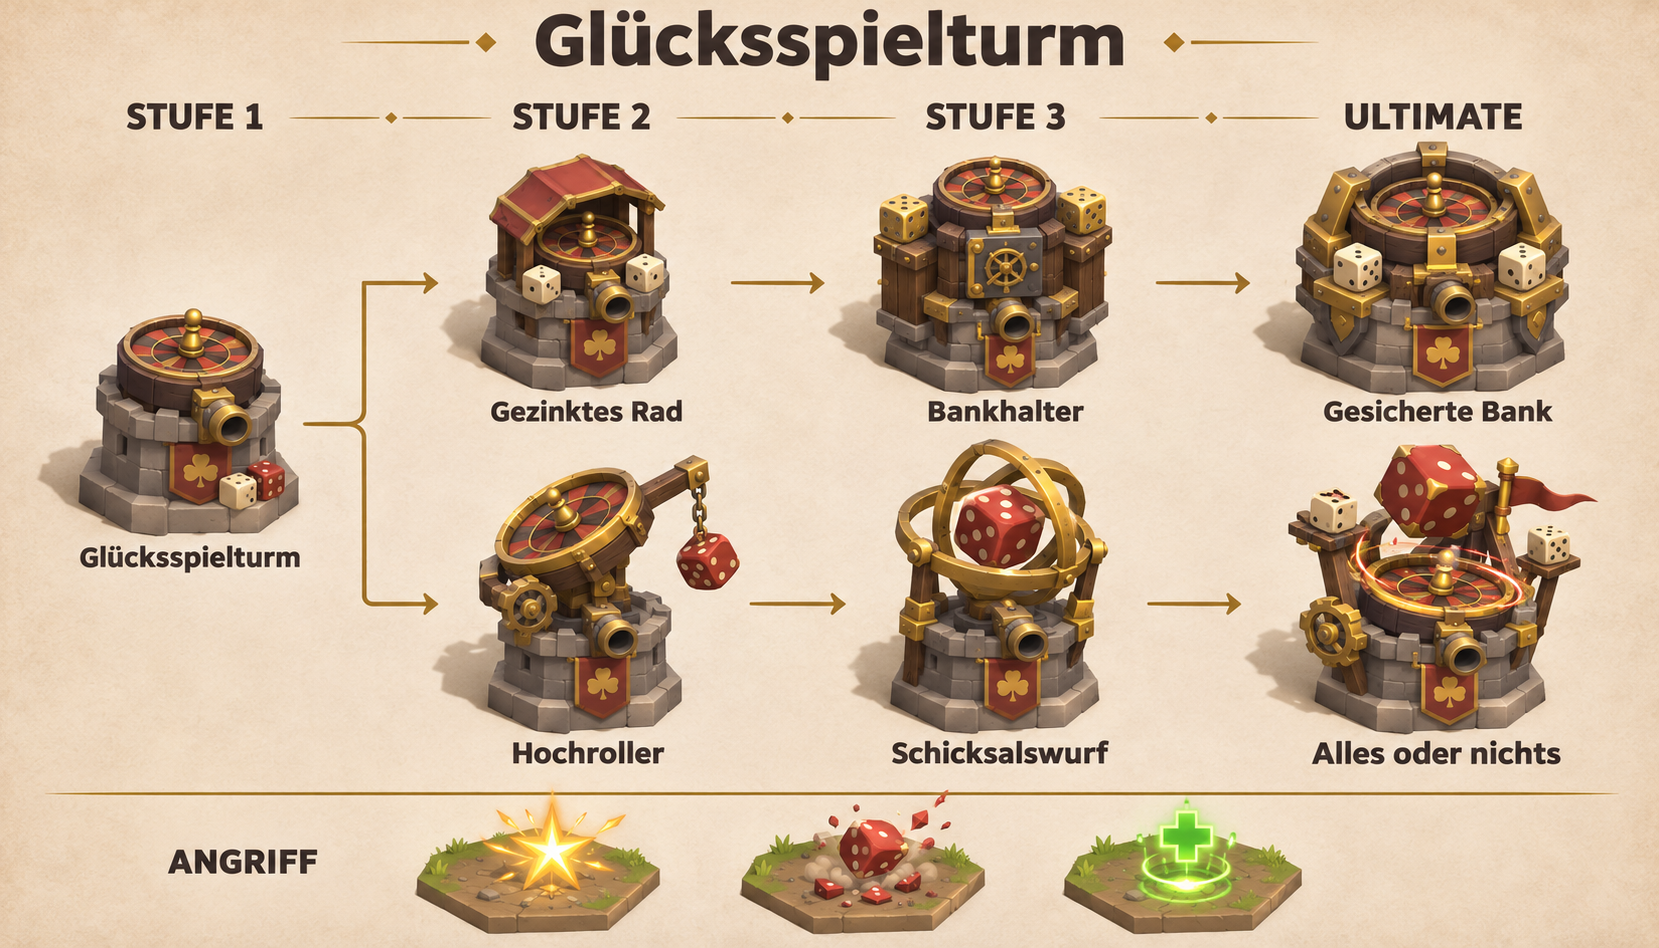 Glücksspielturm
STUFE 1
STUFE 2
STUFE 3
ULTIMATE
Gezinktes Rad
Bankhalter
Gesicherte Bank
Glücksspielturm
Hochroller
Schicksalswurf
Alles oder nichts
ANGRIFF